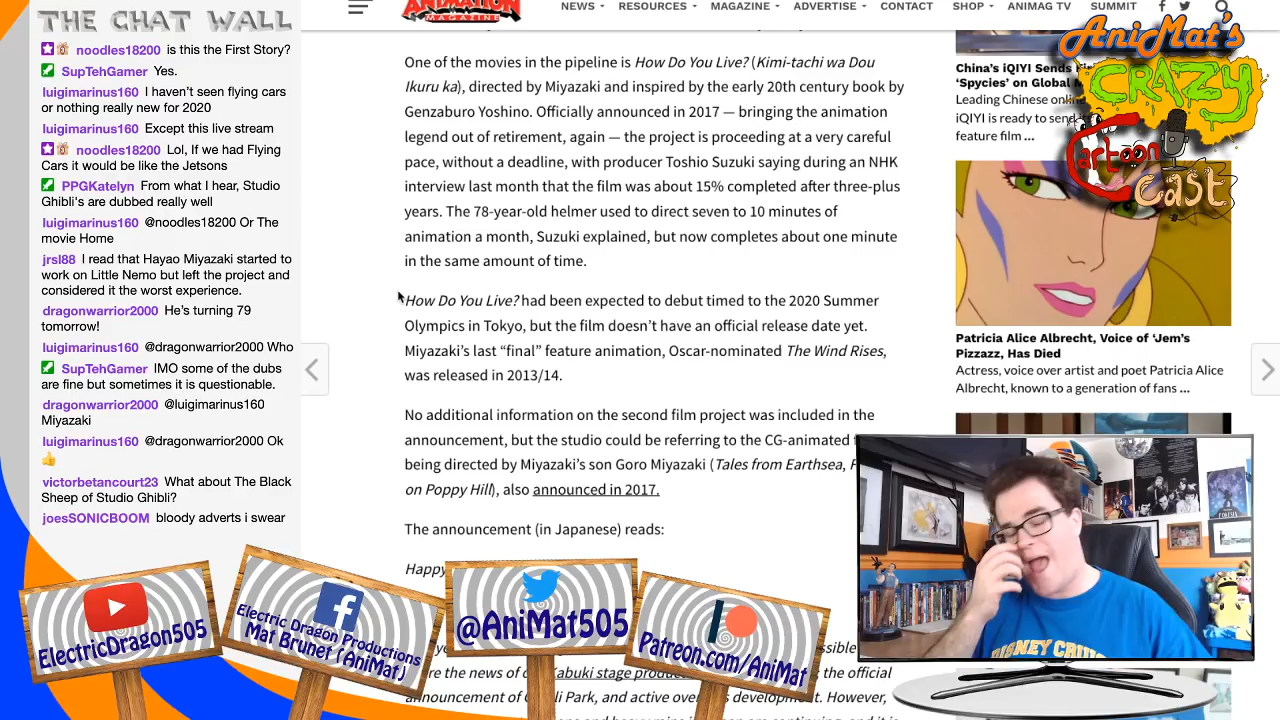 THE CHAT WALL
noodles18200 is this the First Story?
SupTehGamer Yes.
luigimarinus160 I haven't seen flying cars
or nothing really new for 2020
luigimarinus160 Except this live stream
noodles18200 Lol, If we had Flying
Cars it would be like the Jetsons
PPGKatelyn From what I hear, Studio
Ghibli's are dubbed really well
luigimarinus160 @noodles18200 Or The
movie Home
jrsl88 I read that Hayao Miyazaki started to
work on Little Nemo but left the project and
considered it the worst experience.
dragonwarrior2000 He's turning 79
tomorrow!
luigimarinus160 @dragonwarrior2000 Who
SupTehGamer IMO some of the dubs
are fine but sometimes it is questionable.
dragonwarrior2000 @luigimarinus160
Miyazaki
luigimarinus160 @dragonwarrior2000 Ok
👍
victorbetancourt23 What about The Black
Sheep of Studio Ghibli?
joesSONICBOOM bloody adverts i swear
ANIMATION
MAGAZINE
NEWS RESOURCES MAGAZINE ADVERTISE CONTACT SHOP ANIMAG TV SUMMIT
One of the movies in the pipeline is How Do You Live? (Kimi-tachi wa Dou
Ikuru ka), directed by Miyazaki and inspired by the early 20th century book by
Genzaburo Yoshino. Officially announced in 2017 — bringing the animation
legend out of retirement, again — the project is proceeding at a very careful
pace, without a deadline, with producer Toshio Suzuki saying during an NHK
interview last month that the film was about 15% completed after three-plus
years. The 78-year-old helmer used to direct seven to 10 minutes of
animation a month, Suzuki explained, but now completes about one minute
in the same amount of time.
How Do You Live? had been expected to debut timed to the 2020 Summer
Olympics in Tokyo, but the film doesn't have an official release date yet.
Miyazaki's last “final” feature animation, Oscar-nominated The Wind Rises,
was released in 2013/14.
No additional information on the second film project was included in the
announcement, but the studio could be referring to the CG-animated
being directed by Miyazaki's son Goro Miyazaki (Tales from Earthsea,
on Poppy Hill), also announced in 2017.
The announcement (in Japanese) reads:
Happy
the news of
stage
the official
announcement of
Park, and active
However,
China's iQIYI Sends
'Spycies' on Global
Leading Chinese
iQIYI is ready to send
feature film ...
Patricia Alice Albrecht, Voice of 'Jem's
Pizzazz, Has Died
Actress, voice over artist and poet Patricia Alice
Albrecht, known to a generation of fans ...
AniMat's
CRAZY
Cartoon
Cast
ElectricDragon505
Electric Dragon Productions
Mat Brunet (AniMat)
@AniMat505
Patreon.com/AniMat
DISNEY